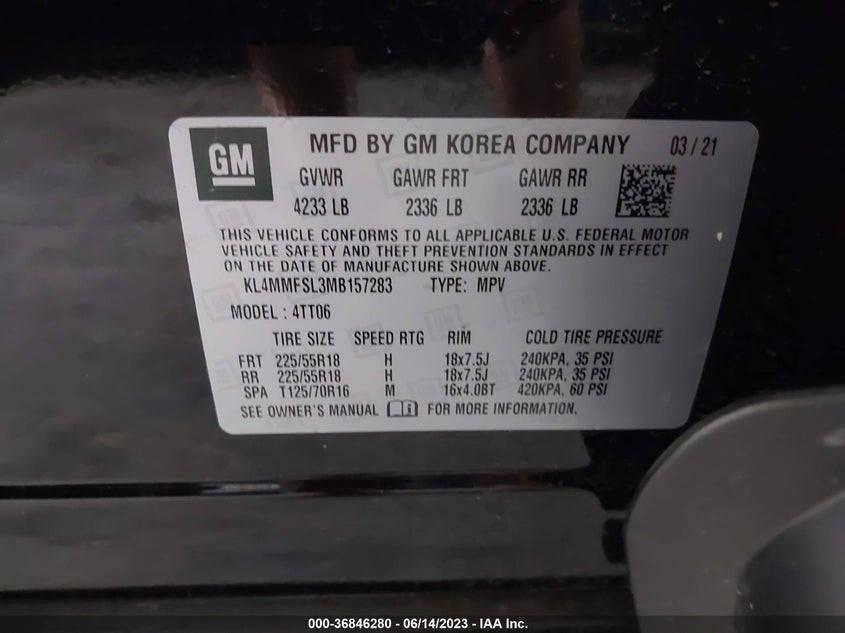 GM MFD BY GM KOREA COMPANY 03 / 21
GVWR GAWR FRT GAWR RR
4233 LB 2336 LB 2336 LB
THIS VEHICLE CONFORMS TO ALL APPLICABLE U.S. FEDERAL MOTOR
VEHICLE SAFETY AND THEFT PREVENTION STANDARDS IN EFFECT
ON THE DATE OF MANUFACTURE SHOWN ABOVE.
KL4MMFSL3MB157283 TYPE: MPV
MODEL : 4TT06
TIRE SIZE SPEED RTG RIM COLD TIRE PRESSURE
FRT 225/55R18 H 18x7.5J 240KPA, 35 PSI
RR 225/55R18 H 18x7.5J 240KPA, 35 PSI
SPA T125/70R16 M 16x4.0BT 420KPA, 60 PSI
SEE OWNER'S MANUAL FOR MORE INFORMATION.
000-36846280 - 06/14/2023 - IAA Inc.